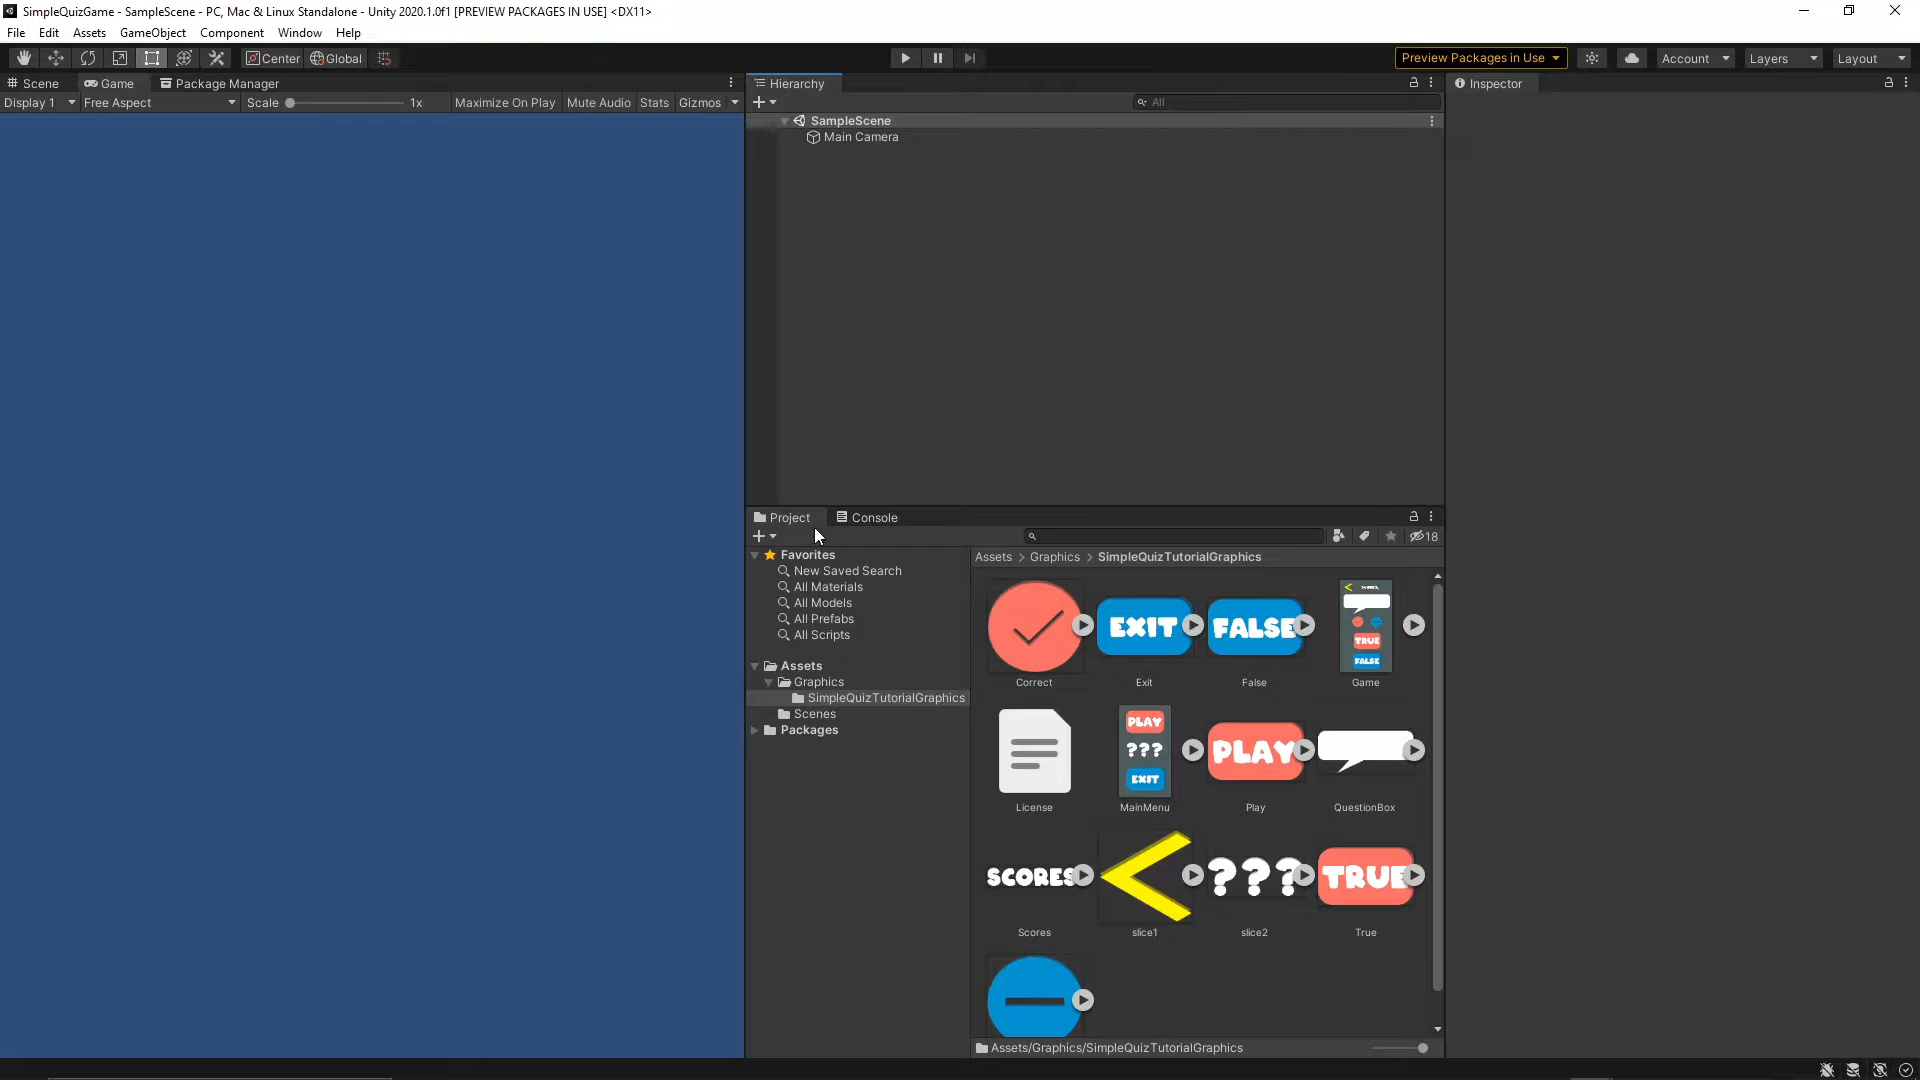 SimpleQuizGame - SampleScene - PC, Mac & Linux Standalone - Unity 2020.1.0f1 [PREVIEW PACKAGES IN USE] <DX11>
File Edit Assets GameObject Component Window Help
Center Global Preview Packages in Use Account Layers Layout
Scene Game Package Manager
Display 1 Free Aspect Scale 1x Maximize On Play Mute Audio Stats Gizmos
Hierarchy
All
SampleScene
Main Camera
Inspector
Project Console
18
Favorites
New Saved Search
All Materials
All Models
All Prefabs
All Scripts
Assets
Graphics
SimpleQuizTutorialGraphics
Scenes
Packages
Assets > Graphics > SimpleQuizTutorialGraphics
EXIT FALSE TRUE FALSE
Correct Exit False Game
PLAY ??? EXIT PLAY
License MainMenu Play QuestionBox
SCORES ??? TRUE
Scores slice1 slice2 True
Assets/Graphics/SimpleQuizTutorialGraphics